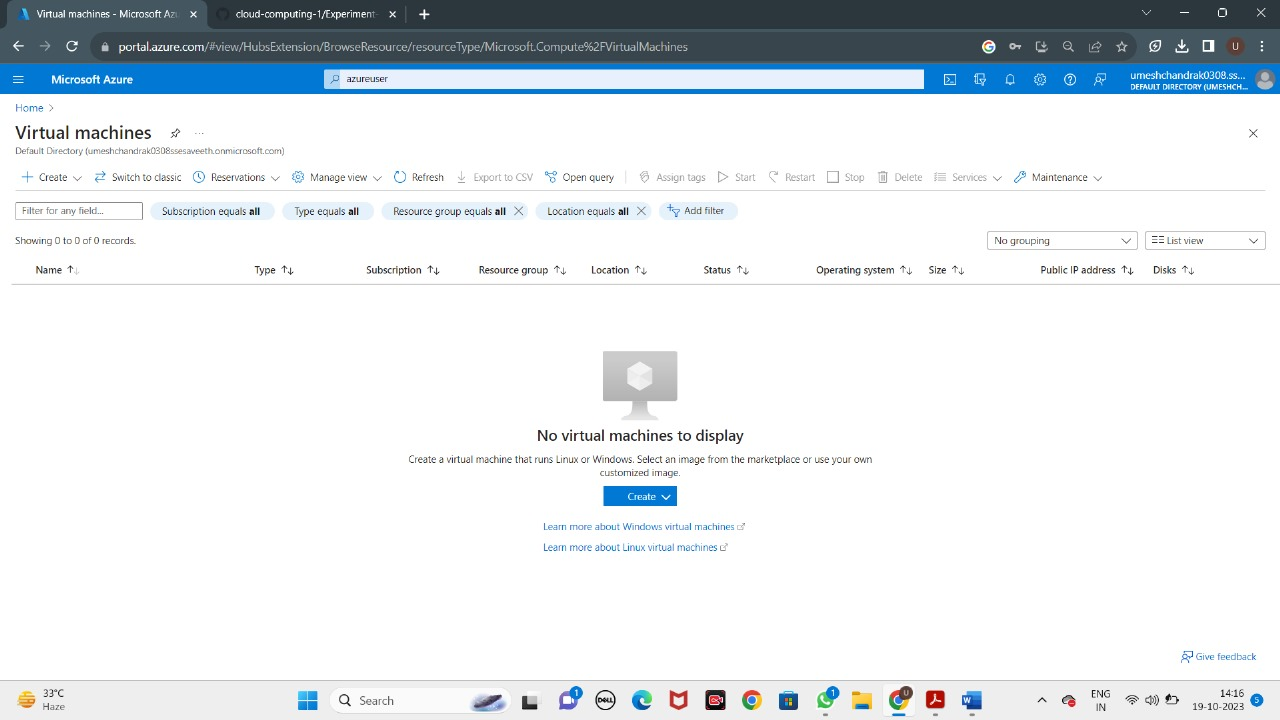 Virtual machines - Microsoft Azu
cloud-computing-1/Experiment-
portal.azure.com/#view/HubsExtension/BrowseResource/resourceType/Microsoft.Compute%2FVirtualMachines
U
Microsoft Azure
azureuser
umeshchandrak0308.ss...
DEFAULT DIRECTORY (UMESHCH...
Home >
Virtual machines
...
Default Directory (umeshchandrak0308ssesaveeth.onmicrosoft.com)
Create Switch to classic Reservations Manage view Refresh Export to CSV Open query Assign tags Start Restart Stop Delete Services Maintenance
Filter for any field... Subscription equals all Type equals all Resource group equals all Location equals all Add filter
Showing 0 to 0 of 0 records. No grouping List view
Name Type Subscription Resource group Location Status Operating system Size Public IP address Disks
No virtual machines to display
Create a virtual machine that runs Linux or Windows. Select an image from the marketplace or use your own
customized image.
Create
Learn more about Windows virtual machines
Learn more about Linux virtual machines
Give feedback
33°C
Haze
Search
1
DELL
1
U
W
ENG
IN
14:16
19-10-2023
5